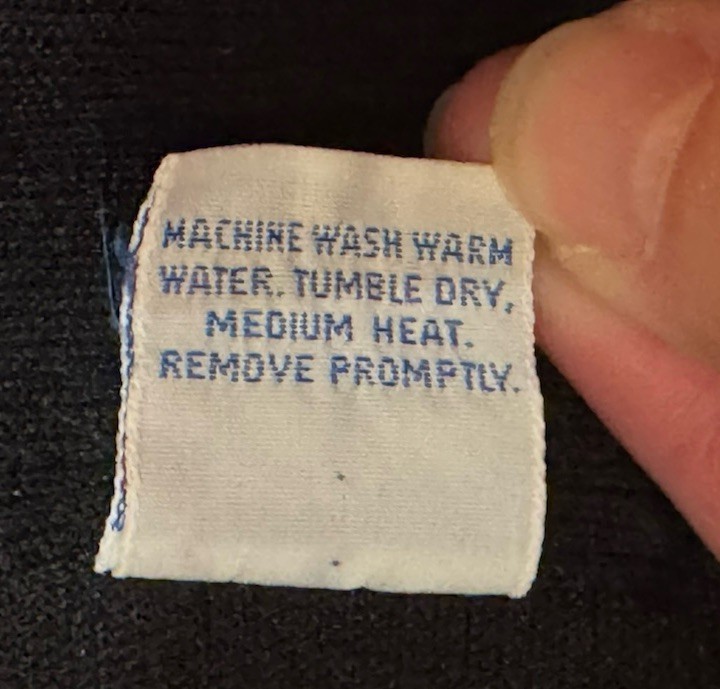 MACHINE WASH WARM
WATER. TUMBLE DRY,
MEDIUM HEAT.
REMOVE PROMPTLY.